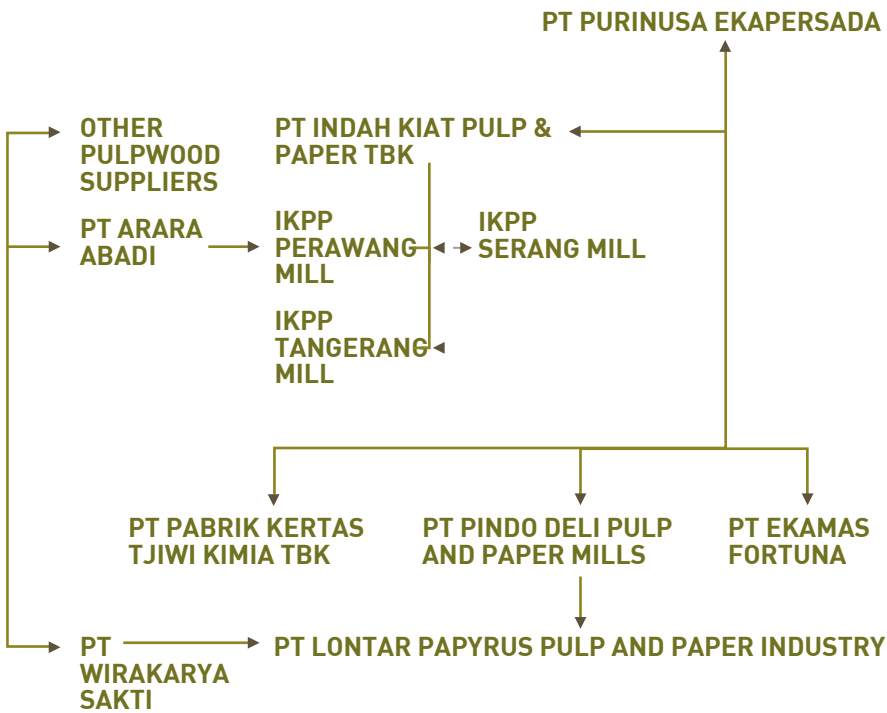 PT PURINUSA EKAPERSADA
OTHER
PULPWOOD
SUPPLIERS
PT INDAH KIAT PULP &
PAPER TBK
PT ARARA
ABADI
IKPP
PERAWANG
MILL
IKPP
SERANG MILL
IKPP
TANGERANG
MILL
PT PABRIK KERTAS
TJIWI KIMIA TBK
PT PINDO DELI PULP
AND PAPER MILLS
PT EKAMAS
FORTUNA
PT
WIRAKARYA
SAKTI
PT LONTAR PAPYRUS PULP AND PAPER INDUSTRY